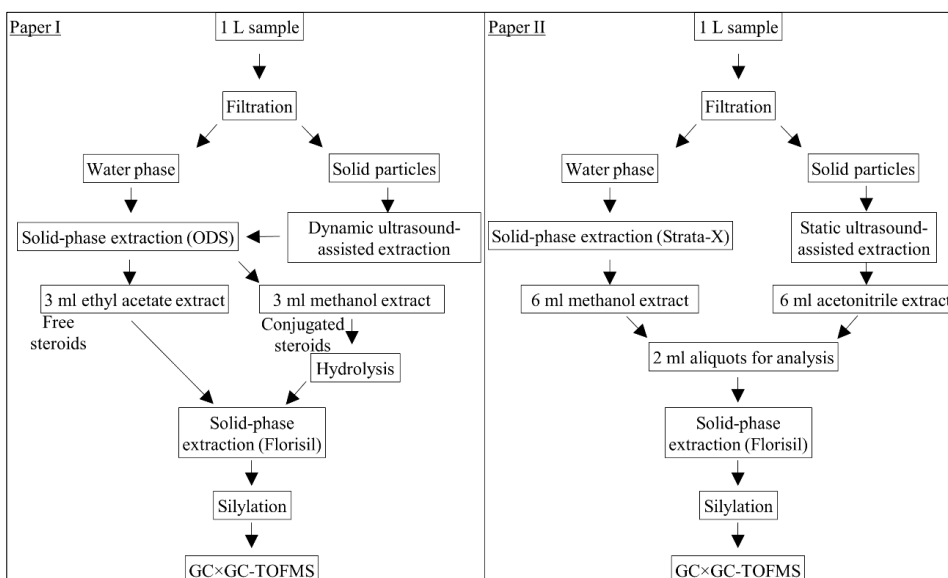 Paper I
1 L sample
Filtration
Water phase
Solid particles
Solid-phase extraction (ODS)
Dynamic ultrasound-
assisted extraction
3 ml ethyl acetate extract
3 ml methanol extract
Free
steroids
Conjugated
steroids
Hydrolysis
Solid-phase
extraction (Florisil)
Silylation
GC×GC-TOFMS
Paper II
1 L sample
Filtration
Water phase
Solid particles
Solid-phase extraction (Strata-X)
Static ultrasound-
assisted extraction
6 ml methanol extract
6 ml acetonitrile extract
2 ml aliquots for analysis
Solid-phase
extraction (Florisil)
Silylation
GC×GC-TOFMS